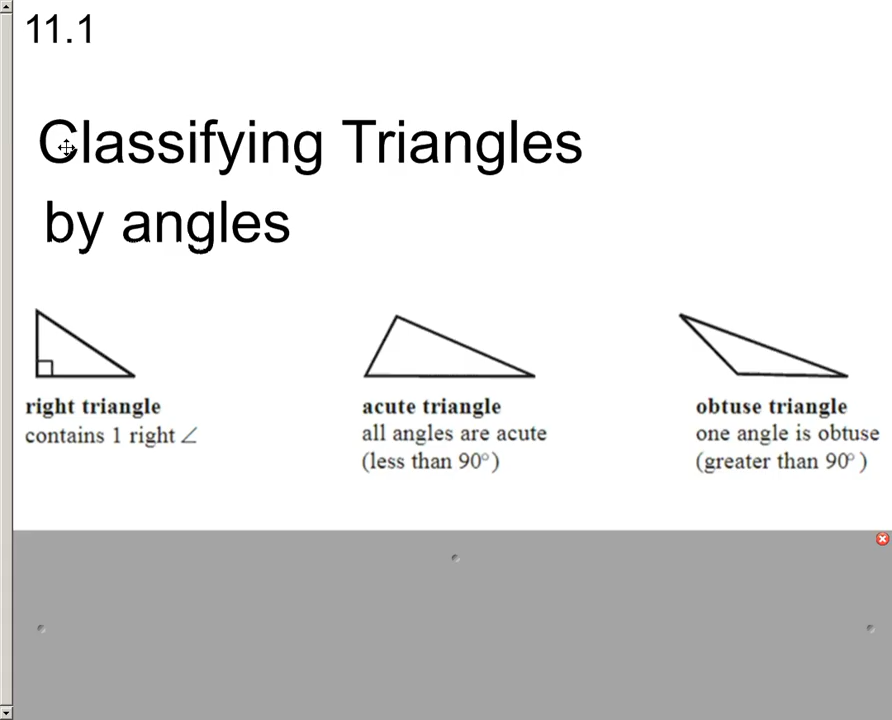 11.1
Classifying Triangles
by angles
right triangle
contains 1 right ∠
acute triangle
all angles are acute
(less than 90°)
obtuse triangle
one angle is obtuse
(greater than 90° )